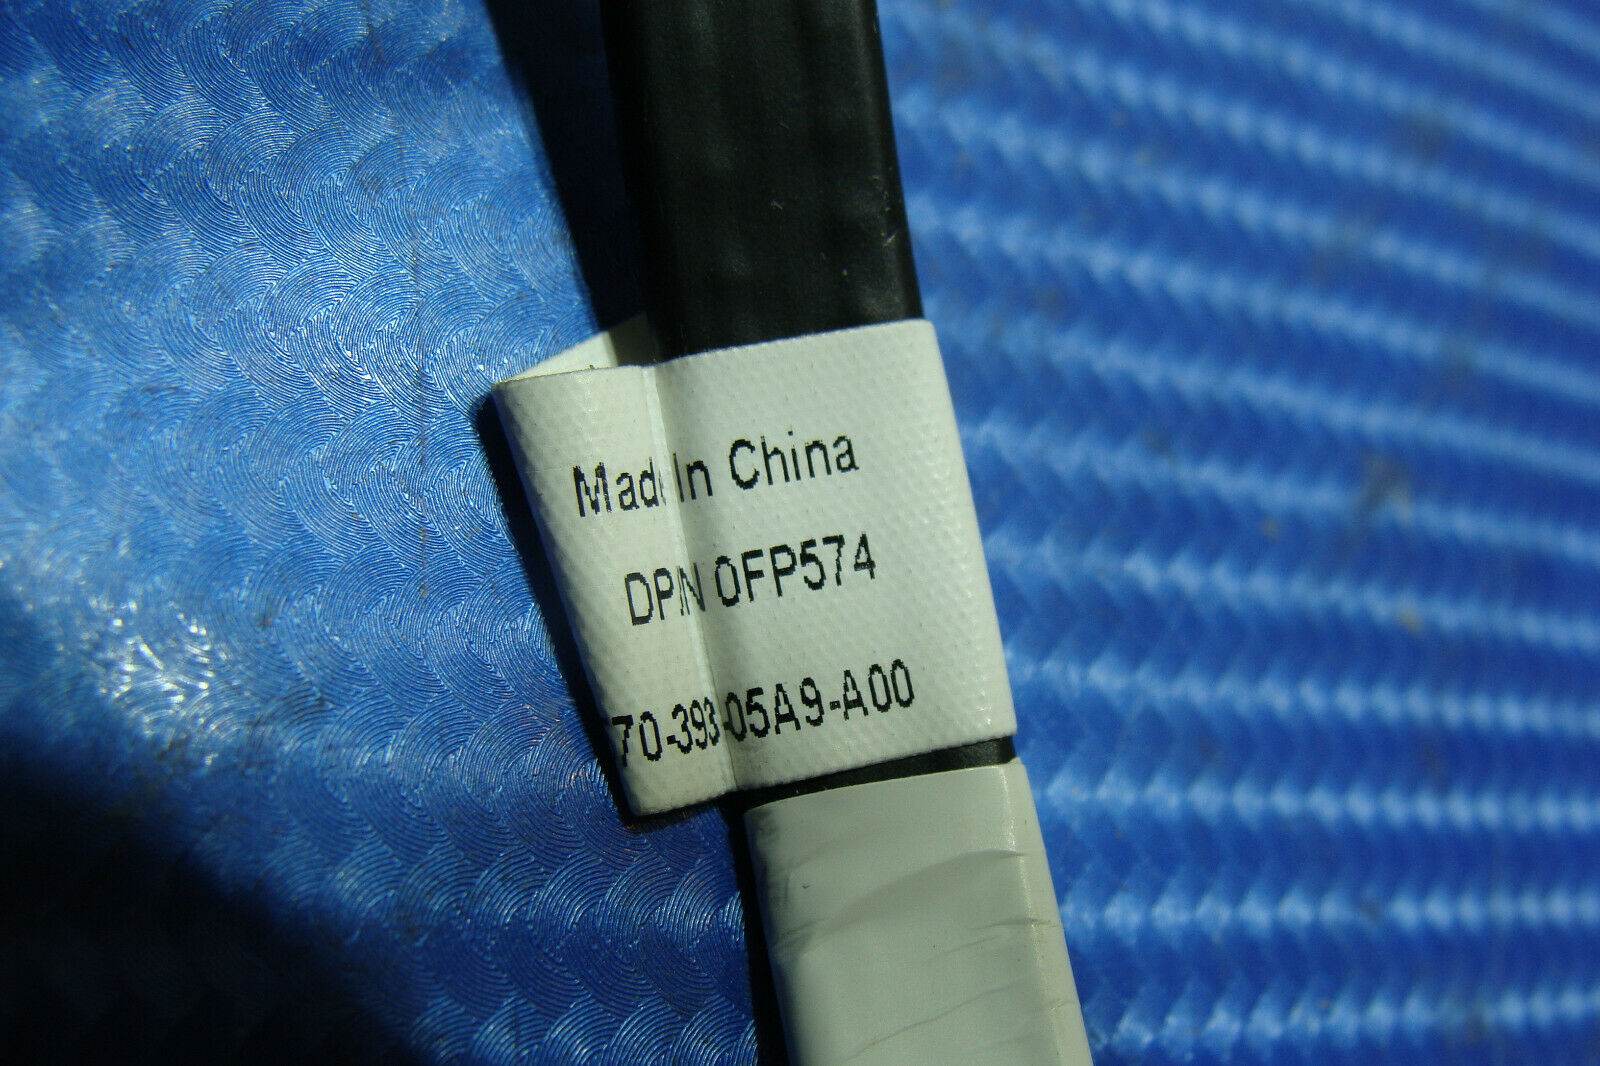 Made In China
DP/N 0FP574
70-393-05A9-A00